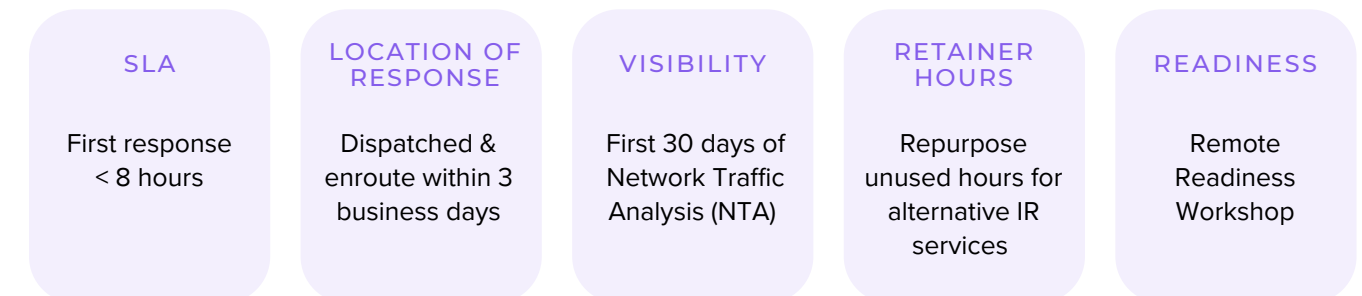 SLA
First response
< 8 hours
LOCATION OF
RESPONSE
Dispatched &
enroute within 3
business days
VISIBILITY
First 30 days of
Network Traffic
Analysis (NTA)
RETAINER
HOURS
Repurpose
unused hours for
alternative IR
services
READINESS
Remote
Readiness
Workshop